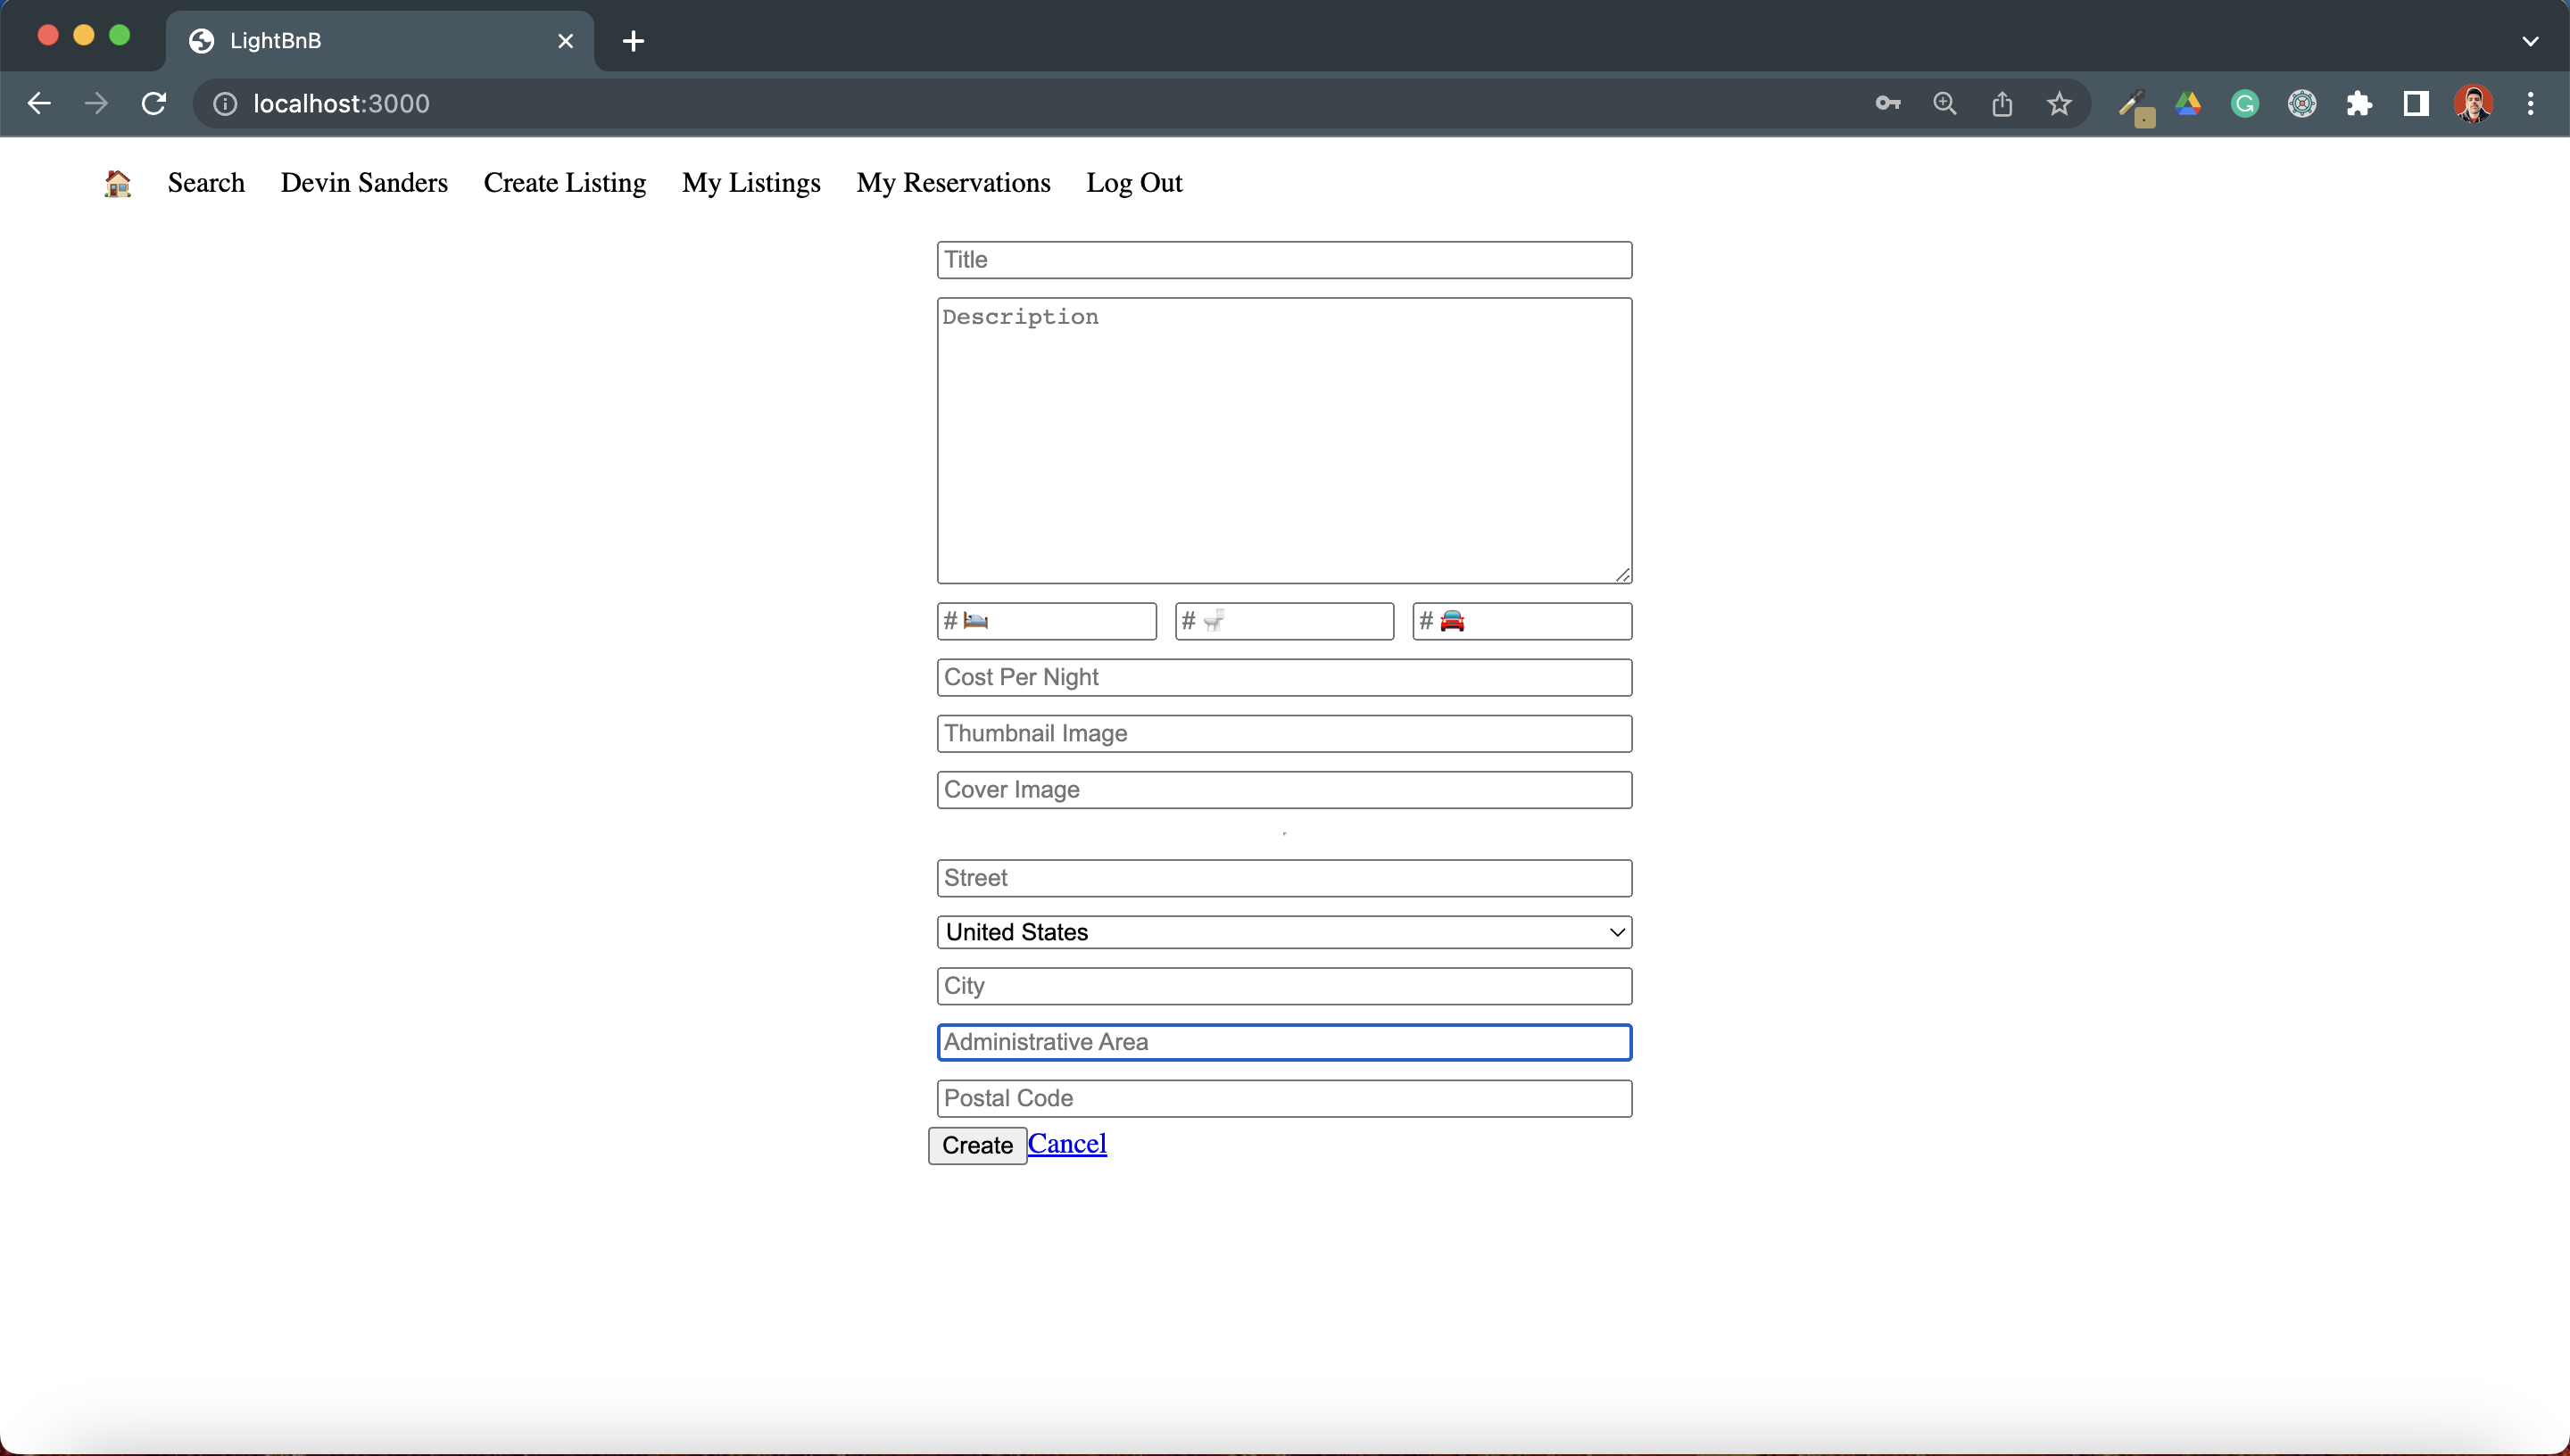 LightBnB
localhost:3000
Search Devin Sanders Create Listing My Listings My Reservations Log Out
Title
Description
# # #
Cost Per Night
Thumbnail Image
Cover Image
Street
United States
City
Administrative Area
Postal Code
Create Cancel